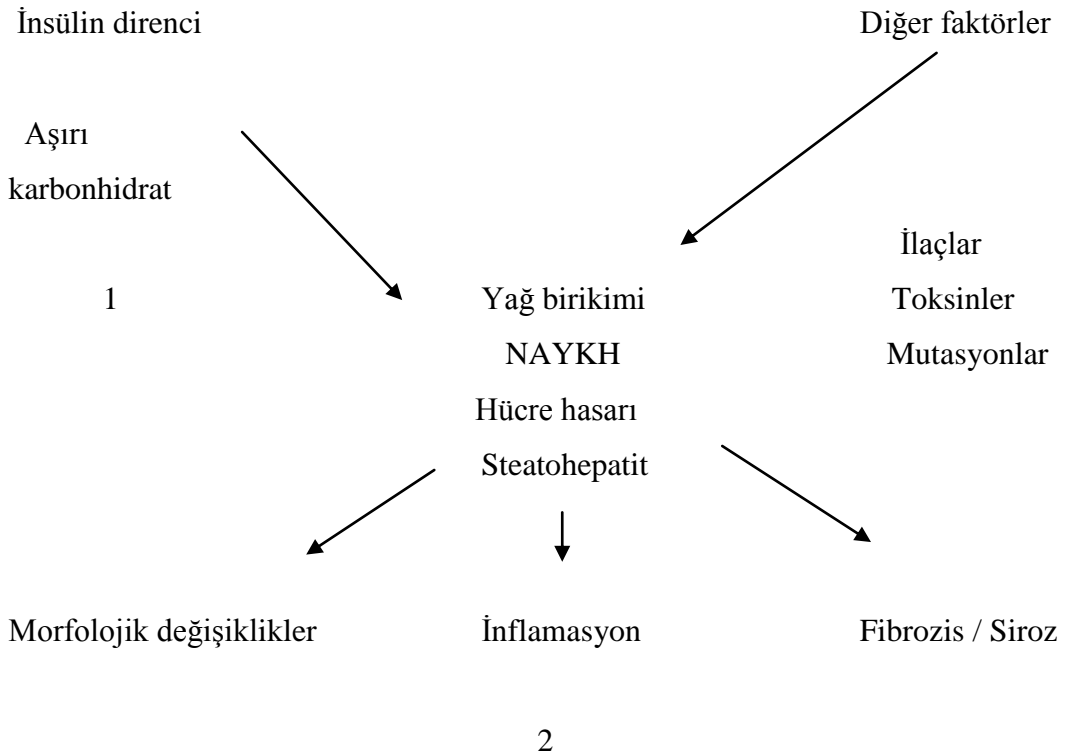 İnsülin direnci
Diğer faktörler
Aşırı
karbonhidrat
İlaçlar
1
Yağ birikimi
Toksinler
NAYKH
Mutasyonlar
Hücre hasarı
Steatohepatit
Morfolojik değişiklikler
İnflamasyon
Fibrozis / Siroz
2